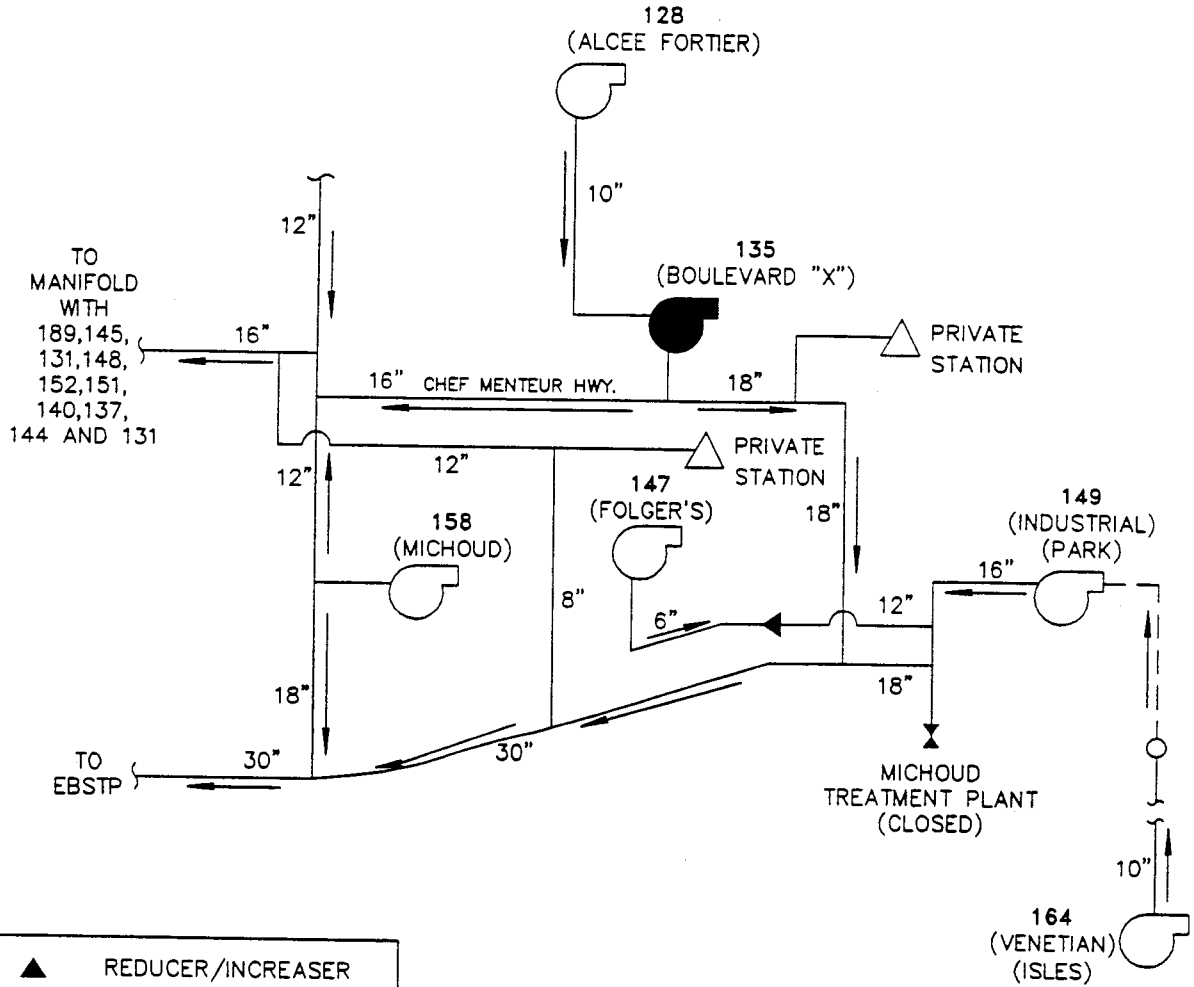 128
(ALCEE FORTIER)
10"
12"
135
(BOULEVARD "X")
TO
MANIFOLD
WITH
189,145,
131,148,
152,151,
140,137,
144 AND 131
16"
PRIVATE
STATION
16" CHEF MENTEUR HWY. 18"
12"
12"
PRIVATE
STATION
147
(FOLGER'S)
18"
149
(INDUSTRIAL)
(PARK)
158
(MICHOUD)
16"
8"
6"
12"
18"
18"
30"
TO
EBSTP
30"
MICHOUD
TREATMENT PLANT
(CLOSED)
10"
164
(VENETIAN)
(ISLES)
REDUCER/INCREASER